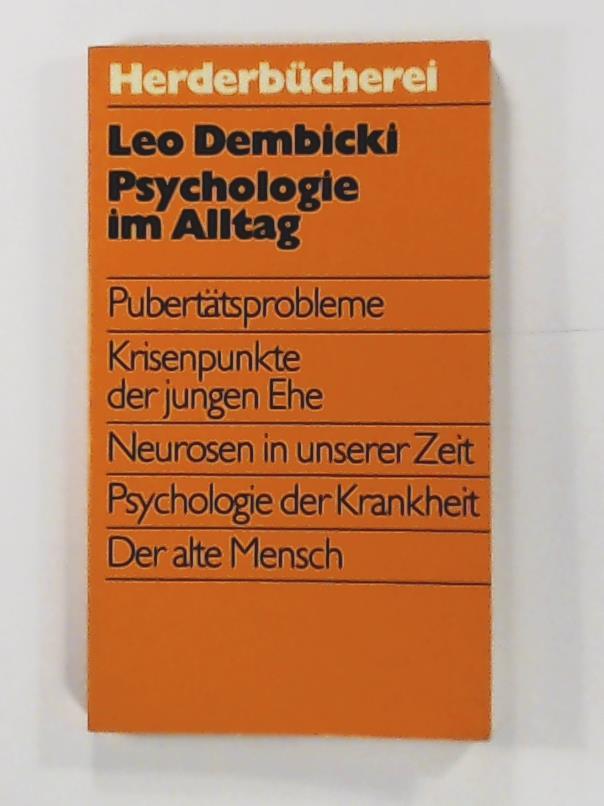 Herderbücherei
Leo Dembicki
Psychologie
im Alltag
Pubertätsprobleme
Krisenpunkte
der jungen Ehe
Neurosen in unserer Zeit
Psychologie der Krankheit
Der alte Mensch